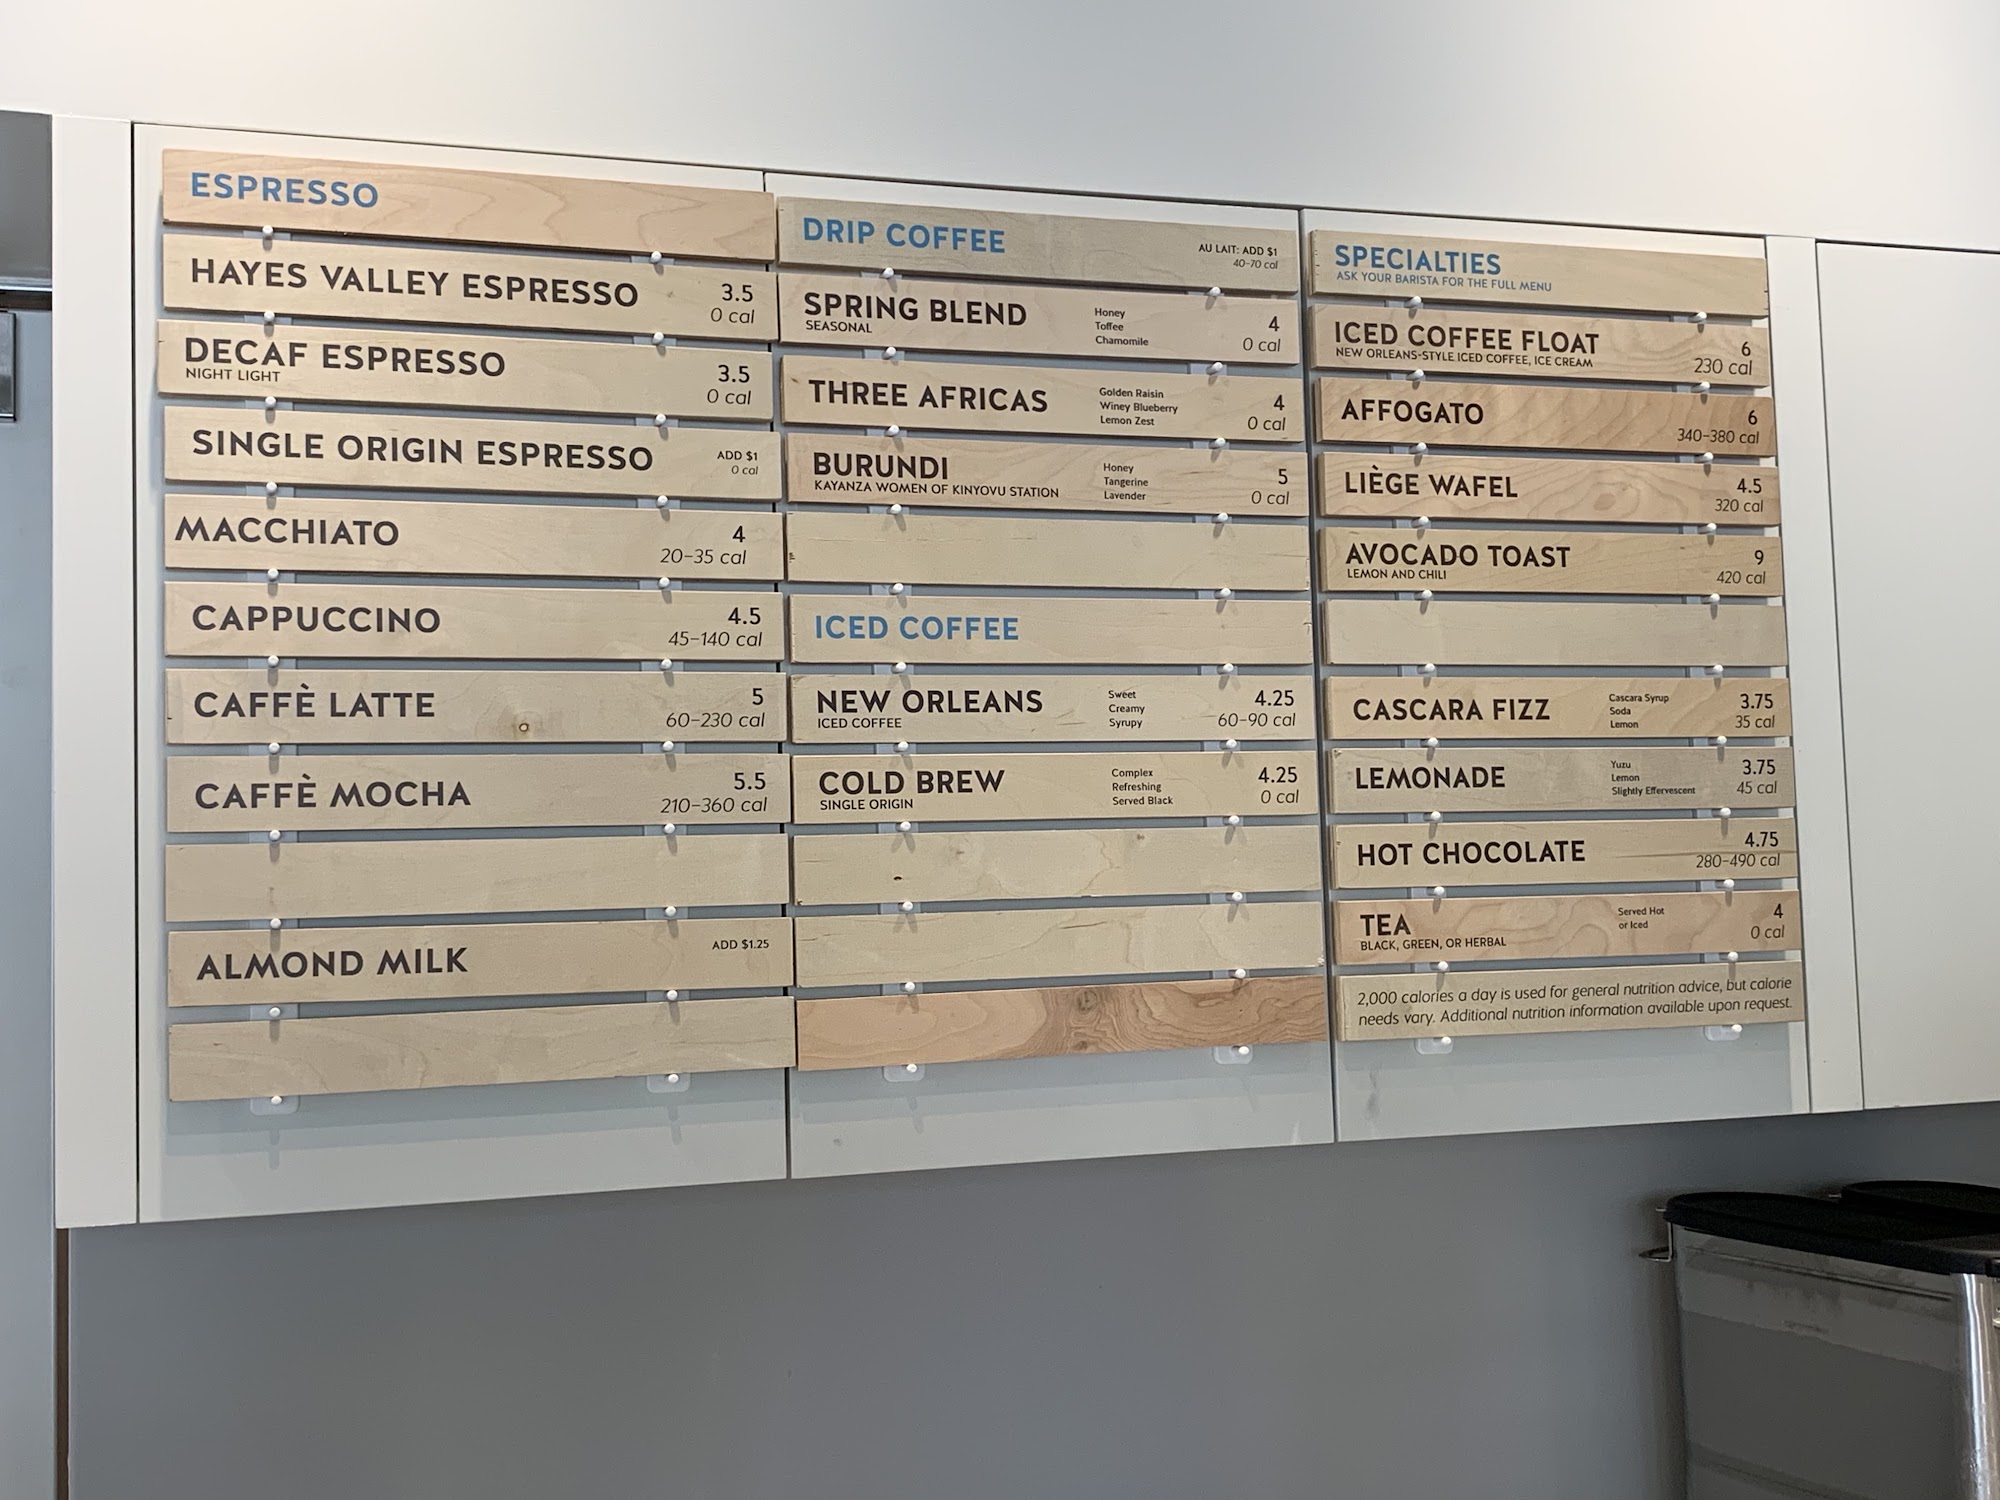 ESPRESSO
HAYES VALLEY ESPRESSO 3.5
0 cal
DECAF ESPRESSO 3.5
NIGHT LIGHT 0 cal
SINGLE ORIGIN ESPRESSO ADD $1
0 cal
MACCHIATO 4
20–35 cal
CAPPUCCINO 4.5
45–140 cal
CAFFÈ LATTE 5
60–230 cal
CAFFÈ MOCHA 5.5
210–360 cal
ALMOND MILK ADD $1.25
DRIP COFFEE AU LAIT: ADD $1
40–70 cal
SPRING BLEND Honey 4
SEASONAL Toffee
Chamomile 0 cal
THREE AFRICAS Golden Raisin 4
Winey Blueberry
Lemon Zest 0 cal
BURUNDI Honey 5
KAYANZA WOMEN OF KINYOVU STATION Tangerine
Lavender 0 cal
ICED COFFEE
NEW ORLEANS Sweet 4.25
ICED COFFEE Creamy
Syrupy 60–90 cal
COLD BREW Complex 4.25
SINGLE ORIGIN Refreshing
Served Black 0 cal
SPECIALTIES
ASK YOUR BARISTA FOR THE FULL MENU
ICED COFFEE FLOAT 6
NEW ORLEANS-STYLE ICED COFFEE, ICE CREAM 230 cal
AFFOGATO 6
340–380 cal
LIÈGE WAFEL 4.5
320 cal
AVOCADO TOAST 9
LEMON AND CHILI 420 cal
CASCARA FIZZ Cascara Syrup 3.75
Soda
Lemon 35 cal
LEMONADE Yuzu 3.75
Lemon
Slightly Effervescent 45 cal
HOT CHOCOLATE 4.75
280–490 cal
TEA Served Hot 4
BLACK, GREEN, OR HERBAL or Iced 0 cal
2,000 calories a day is used for general nutrition advice, but calorie
needs vary. Additional nutrition information available upon request.